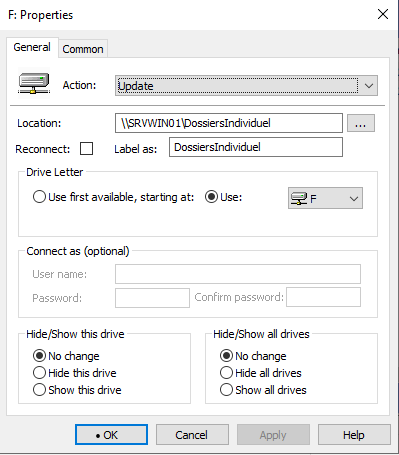 F: Properties
General Common
Action: Update
Location: \\SRVWIN01\DossiersIndividuel ...
Reconnect: Label as: DossiersIndividuel
Drive Letter
Use first available, starting at: Use: F
Connect as (optional)
User name:
Password: Confirm password:
Hide/Show this drive Hide/Show all drives
No change No change
Hide this drive Hide all drives
Show this drive Show all drives
OK Cancel Apply Help